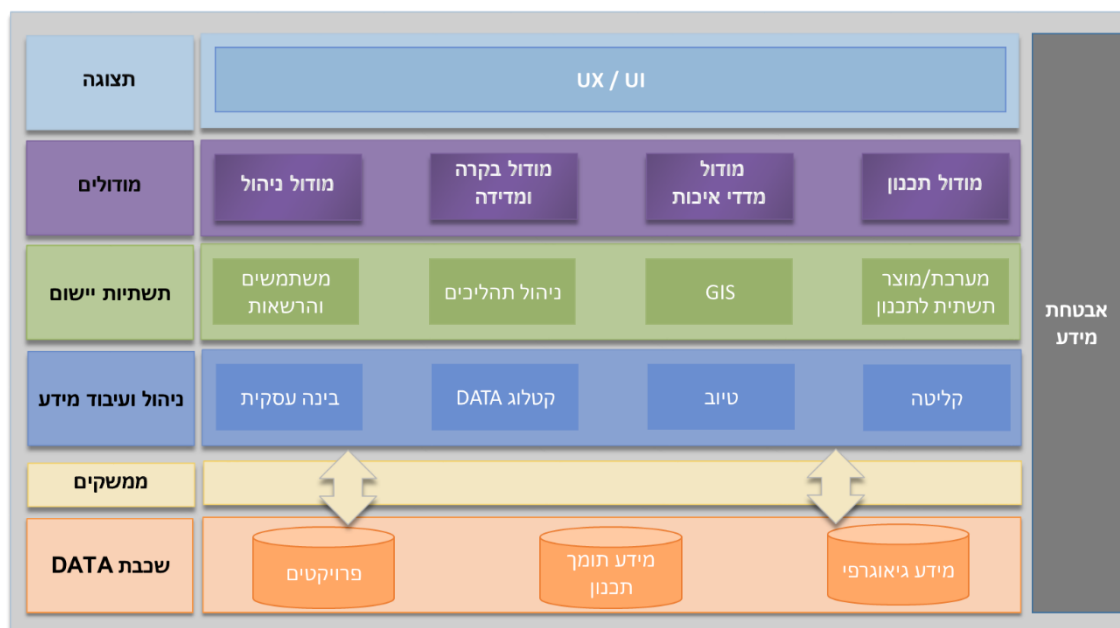 תצוגה
UX / UI
מודולים
מודול תכנון
מודול
מדדי איכות
מודול בקרה
ומדידה
מודול ניהול
תשתיות יישום
מערכת/מוצר
תשתית לתכנון
GIS
ניהול תהליכים
משתמשים
והרשאות
ניהול ועיבוד מידע
קליטה
טיוב
קטלוג DATA
בינה עסקית
ממשקים
שכבת DATA
מידע גיאוגרפי
מידע תומך
תכנון
פרויקטים
אבטחת
מידע